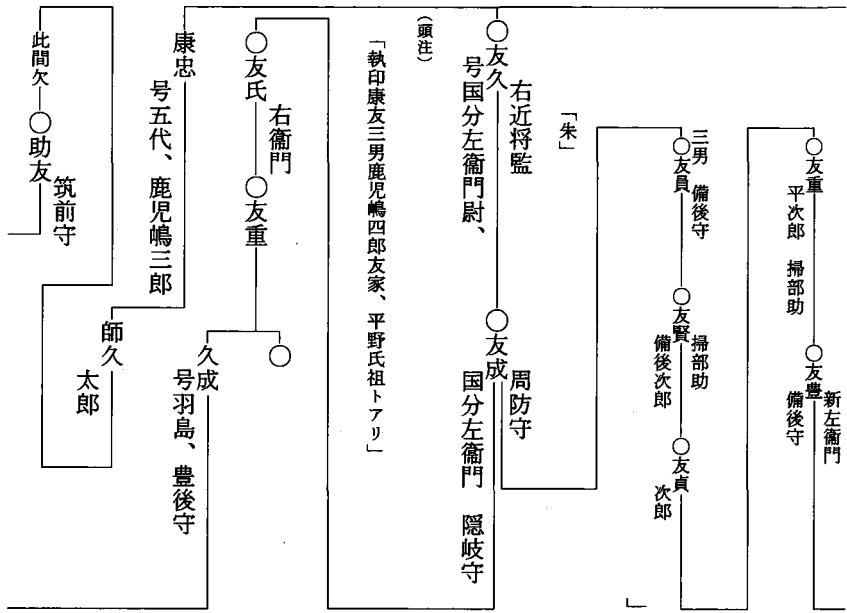 ○友重
平次郎　掃部助
○友豊
新左衞門
備後守
三男
○友員
備後守
○友賢
掃部助
備後次郎
○友貞
次郎
」
「朱」
○友久
右近将監
号国分左衞門尉、
○友成
周防守
国分左衞門　隠岐守
(頭注)
「執印康友三男鹿児嶋四郎友家、平野氏祖トアリ」
○友氏
右衞門
○友重
○
久成
号羽島、豊後守
康忠
号五代、鹿児嶋三郎
師久
太郎
此間欠
○助友
筑前守